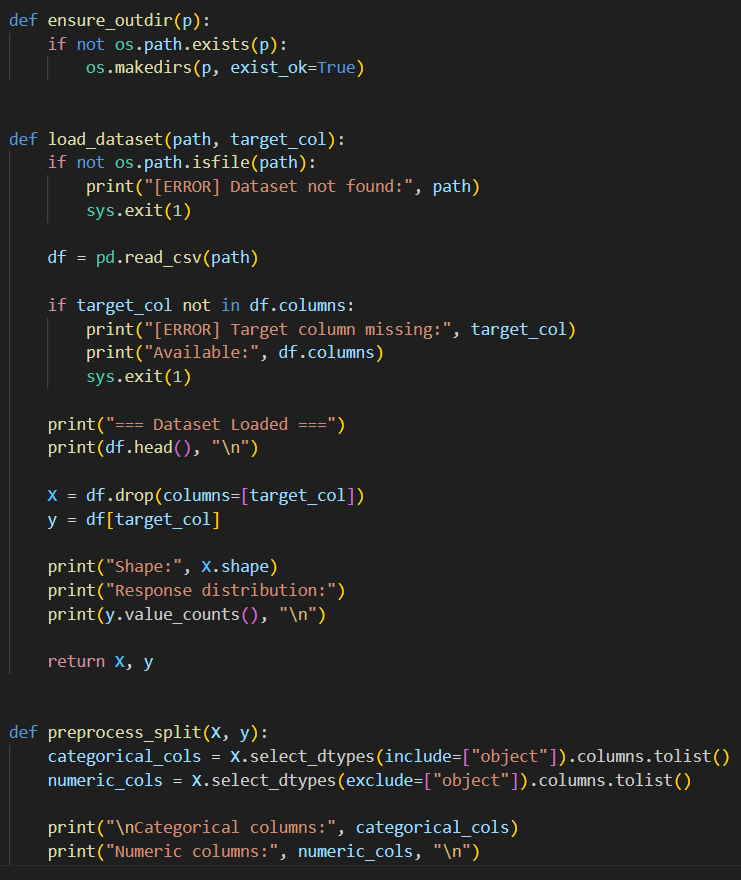 def ensure_outdir(p):
    if not os.path.exists(p):
        os.makedirs(p, exist_ok=True)
def load_dataset(path, target_col):
    if not os.path.isfile(path):
        print("[ERROR] Dataset not found:", path)
        sys.exit(1)
    df = pd.read_csv(path)
    if target_col not in df.columns:
        print("[ERROR] Target column missing:", target_col)
        print("Available:", df.columns)
        sys.exit(1)
    print("=== Dataset Loaded ===")
    print(df.head(), "\n")
    X = df.drop(columns=[target_col])
    y = df[target_col]
    print("Shape:", X.shape)
    print("Response distribution:")
    print(y.value_counts(), "\n")
    return X, y
def preprocess_split(X, y):
    categorical_cols = X.select_dtypes(include=["object"]).columns.tolist()
    numeric_cols = X.select_dtypes(exclude=["object"]).columns.tolist()
    print("\nCategorical columns:", categorical_cols)
    print("Numeric columns:", numeric_cols, "\n")